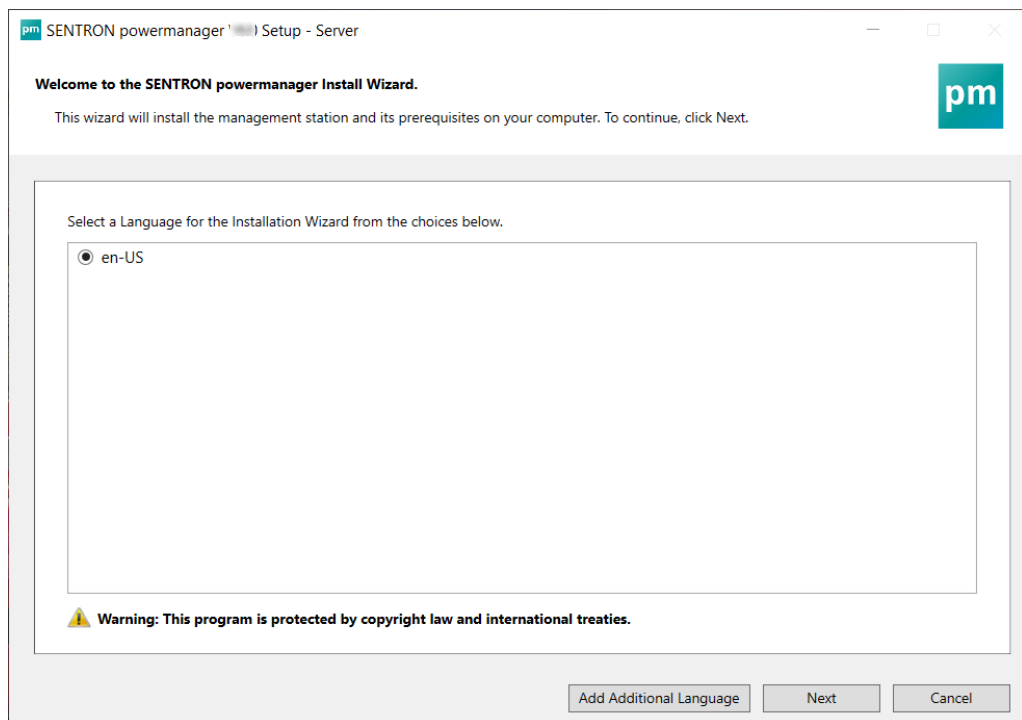 pm SENTRON powermanager Setup - Server
Welcome to the SENTRON powermanager Install Wizard.
pm
This wizard will install the management station and its prerequisites on your computer. To continue, click Next.
Select a Language for the Installation Wizard from the choices below.
en-US
Warning: This program is protected by copyright law and international treaties.
Add Additional Language Next Cancel